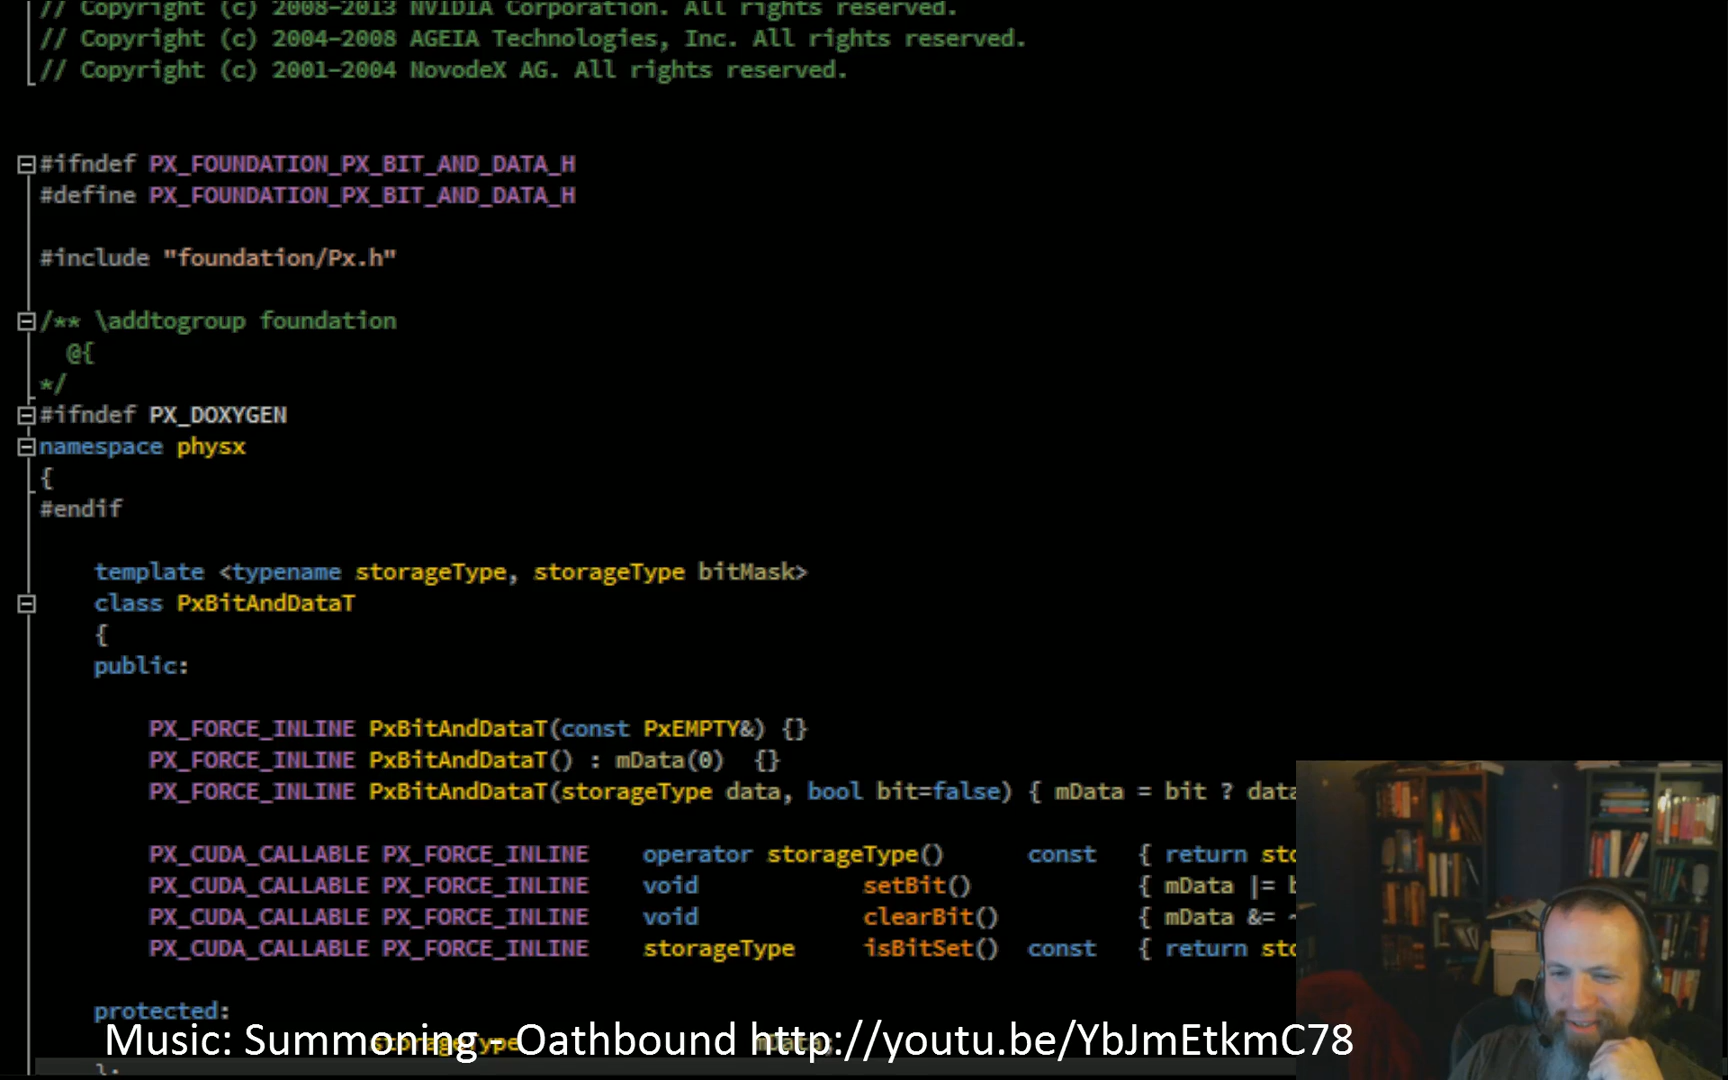 // Copyright (c) 2008-2013 NVIDIA Corporation. All rights reserved.
// Copyright (c) 2004-2008 AGEIA Technologies, Inc. All rights reserved.
// Copyright (c) 2001-2004 NovodeX AG. All rights reserved.
#ifndef PX_FOUNDATION_PX_BIT_AND_DATA_H
#define PX_FOUNDATION_PX_BIT_AND_DATA_H
#include "foundation/Px.h"
/** \addtogroup foundation
@{
*/
#ifndef PX_DOXYGEN
namespace physx
{
#endif
template <typename storageType, storageType bitMask>
class PxBitAndDataT
{
public:
PX_FORCE_INLINE PxBitAndDataT(const PxEMPTY&) {}
PX_FORCE_INLINE PxBitAndDataT() : mData(0) {}
PX_FORCE_INLINE PxBitAndDataT(storageType data, bool bit=false) { mData = bit ? data
PX_CUDA_CALLABLE PX_FORCE_INLINE operator storageType() const { return sto
PX_CUDA_CALLABLE PX_FORCE_INLINE void setBit() { mData |= b
PX_CUDA_CALLABLE PX_FORCE_INLINE void clearBit() { mData &= ~
PX_CUDA_CALLABLE PX_FORCE_INLINE storageType isBitSet() const { return sto
protected:
storageType mData;
Music: Summoning - Oathbound http://youtu.be/YbJmEtkmC78
};